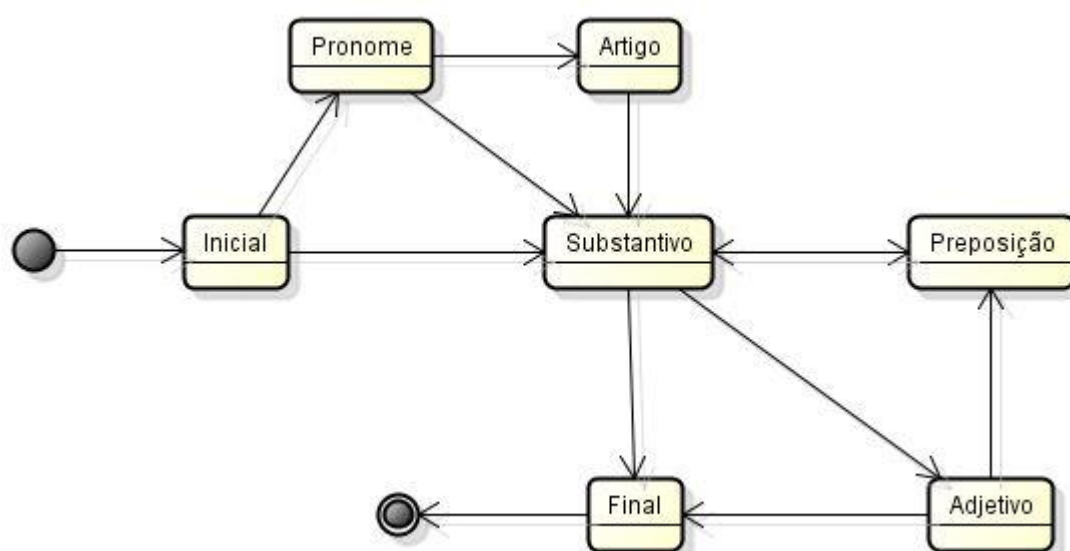 Pronome
Artigo
Inicial
Substantivo
Preposição
Final
Adjetivo